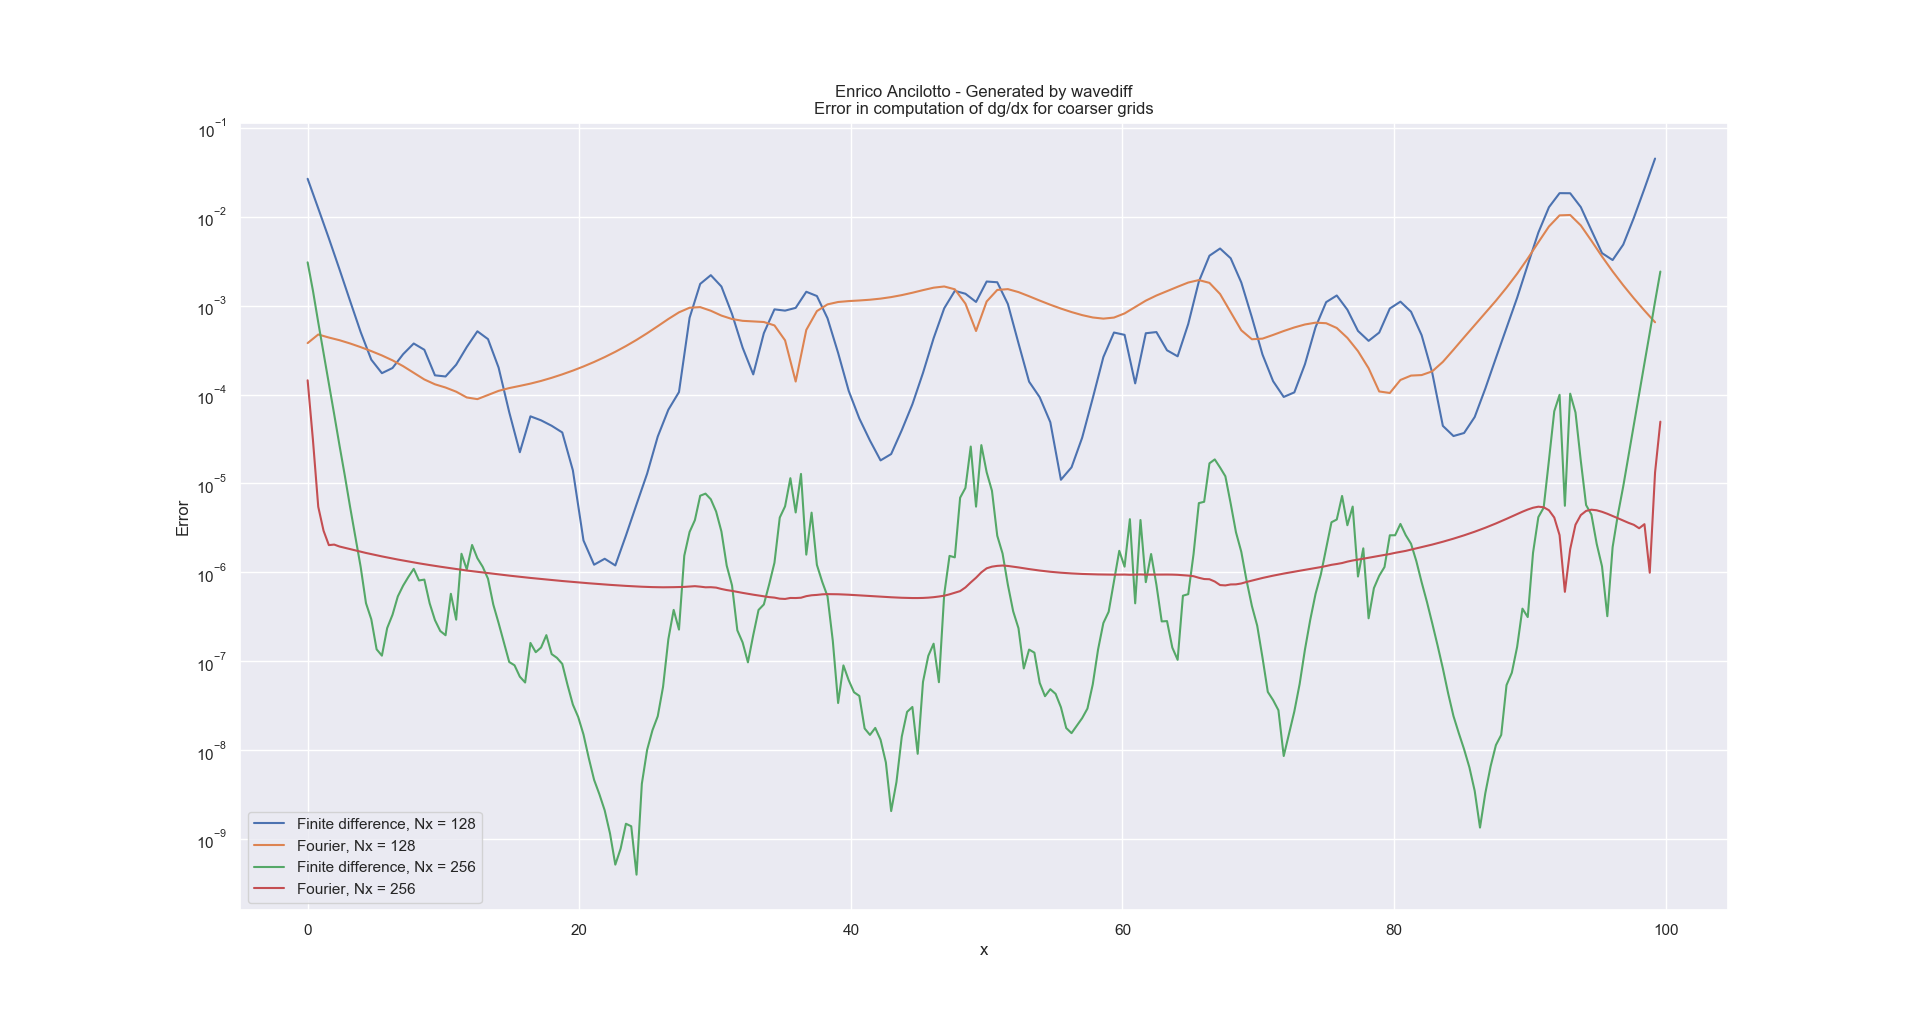 Enrico Ancilotto - Generated by wavediff
Error in computation of dg/dx for coarser grids
Error
10⁻¹
10⁻²
10⁻³
10⁻⁴
10⁻⁵
10⁻⁶
10⁻⁷
10⁻⁸
10⁻⁹
Finite difference, Nx = 128
Fourier, Nx = 128
Finite difference, Nx = 256
Fourier, Nx = 256
0 20 40 60 80 100
x